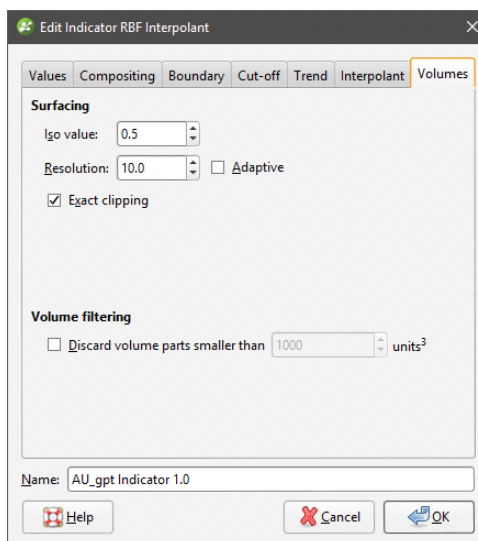 Edit Indicator RBF Interpolant
Values Compositing Boundary Cut-off Trend Interpolant Volumes
Surfacing
Iso value: 0.5
Resolution: 10.0 Adaptive
Exact clipping
Volume filtering
Discard volume parts smaller than 1000 units³
Name: AU_gpt Indicator 1.0
Help Cancel OK